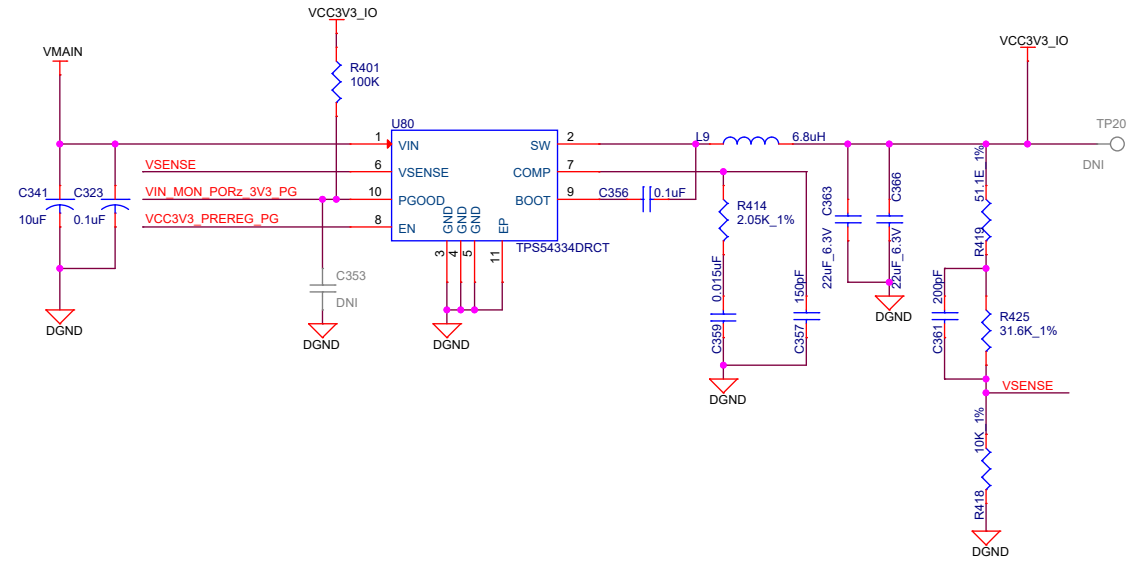 VCC3V3_IO
VMAIN
R401
100K
VCC3V3_IO
TP20
DNI
U80
1
VIN
SW
2
L9
6.8uH
VSENSE
6
VSENSE
COMP
7
VIN_MON_PORz_3V3_PG
10
PGOOD
BOOT
9
C356
0.1uF
VCC3V3_PREREG_PG
8
EN
GND
GND
GND
EP
3
4
5
11
TPS54334DRCT
C341
10uF
C323
0.1uF
DGND
C353
DNI
DGND
DGND
R414
2.05K_1%
0.015uF
C359
150pF
C357
DGND
C363
22uF_6.3V
C366
22uF_6.3V
DGND
51.1E 1%
R419
200pF
C361
R425
31.6K_1%
VSENSE
10K 1%
R418
DGND